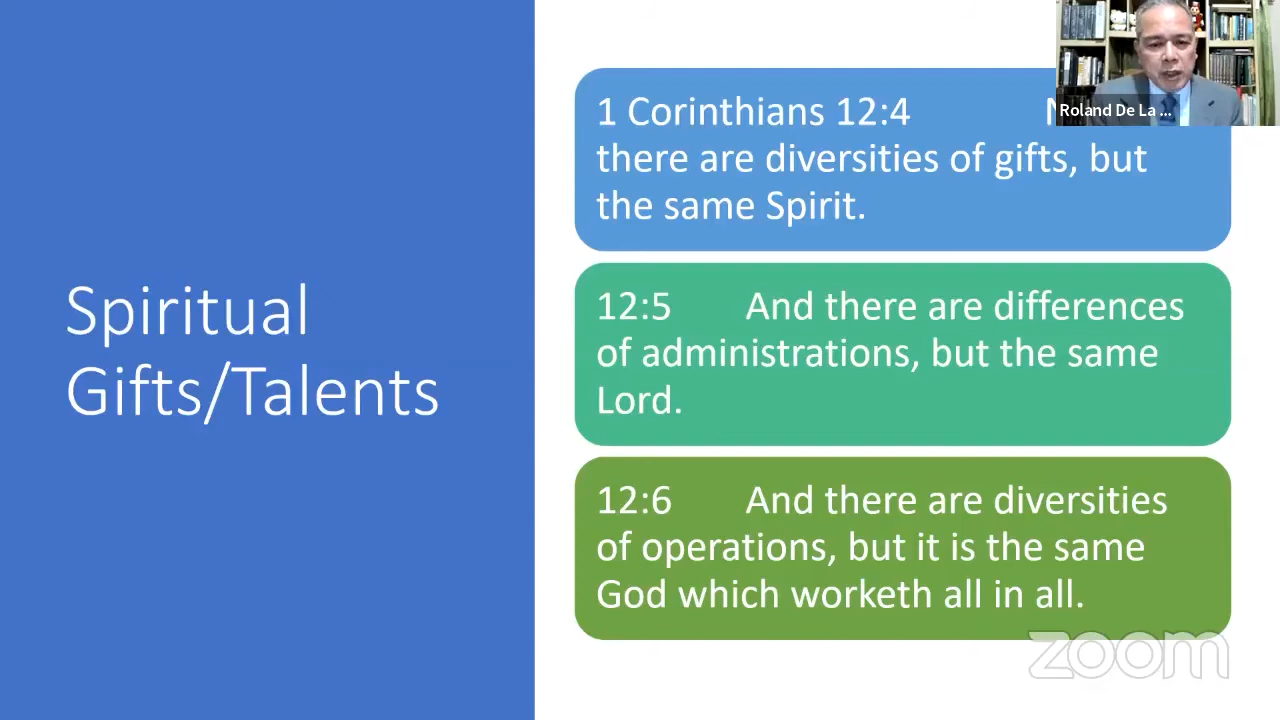 Spiritual
Gifts/Talents
1 Corinthians 12:4
there are diversities of gifts, but
the same Spirit.
12:5 And there are differences
of administrations, but the same
Lord.
12:6 And there are diversities
of operations, but it is the same
God which worketh all in all.
Roland De La ...
zoom